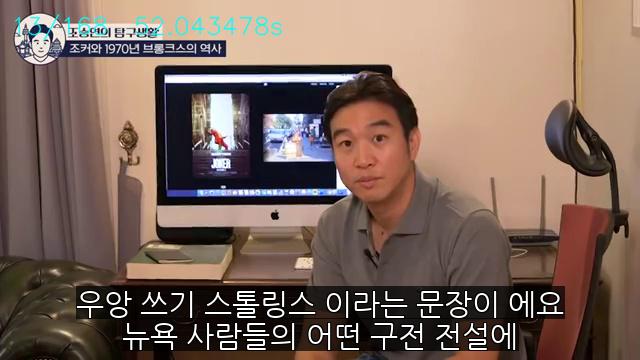 13/168 52.043478s
조승연의 탐구생활
조커와 1970년 브롱크스의 역사
JOKER
우앙 쓰기 스톨링스 이라는 문장이 에요
뉴욕 사람들의 어떤 구전 전설에